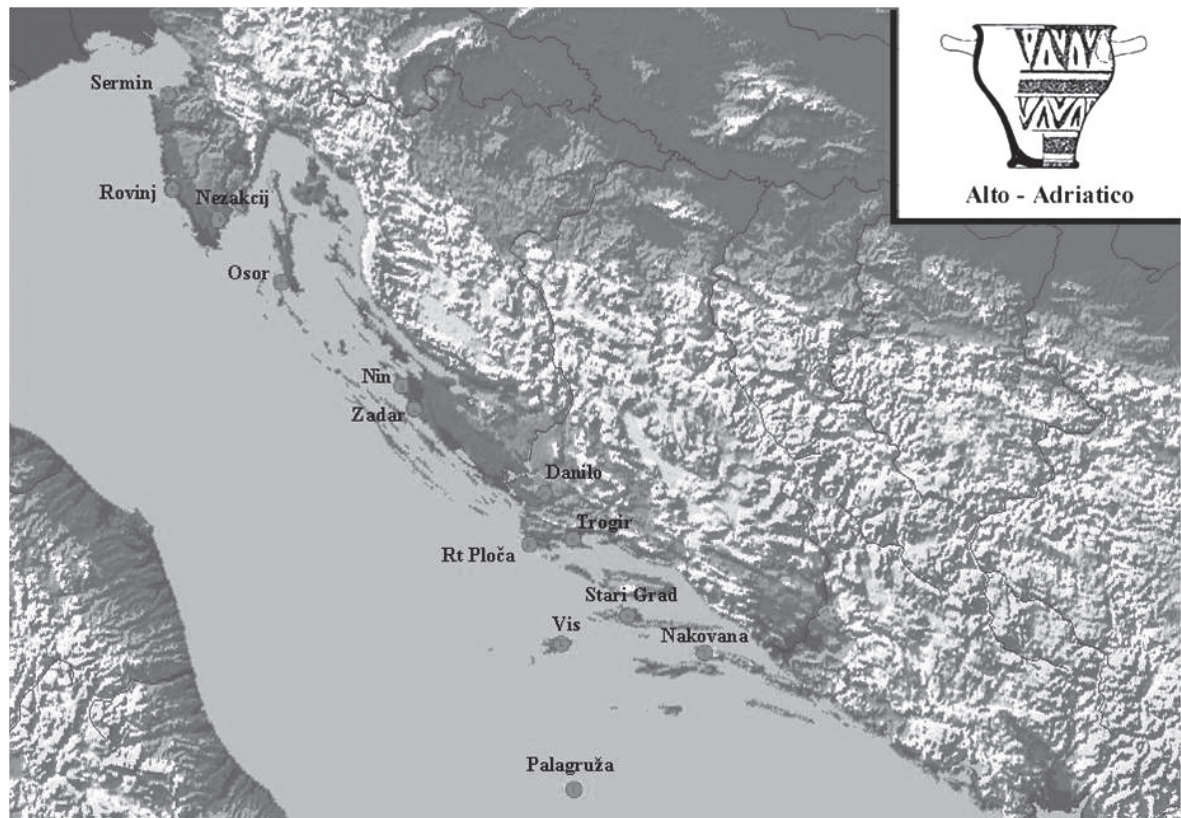 Alto - Adriatico
Sermin
Rovinj
Nezakcij
Osor
Nin
Zadar
Danilo
Trogir
Rt Ploča
Stari Grad
Vis
Nakovana
Palagruža